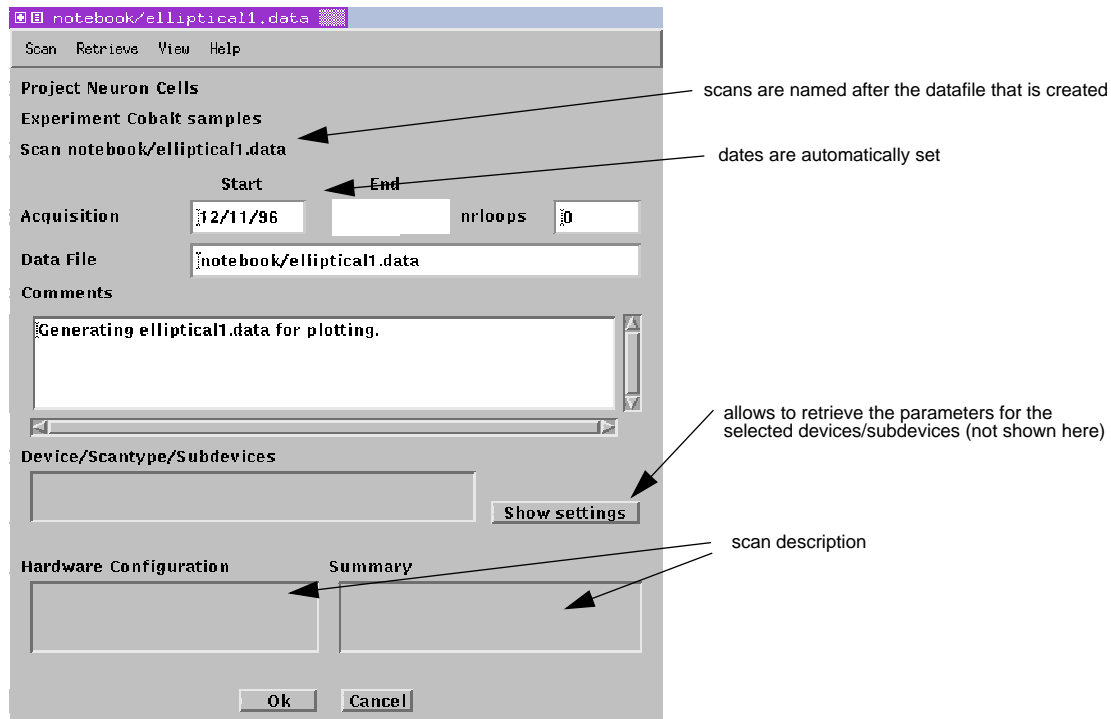 notebook/elliptical1.data
Scan Retrieve View Help
Project Neuron Cells
scans are named after the datafile that is created
Experiment Cobalt samples
Scan notebook/elliptical1.data
dates are automatically set
Start End
Acquisition 12/11/96 nrloops 0
Data File notebook/elliptical1.data
Comments
Generating elliptical1.data for plotting.
allows to retrieve the parameters for the
selected devices/subdevices (not shown here)
Device/Scantype/Subdevices
Show settings
scan description
Hardware Configuration Summary
Ok Cancel